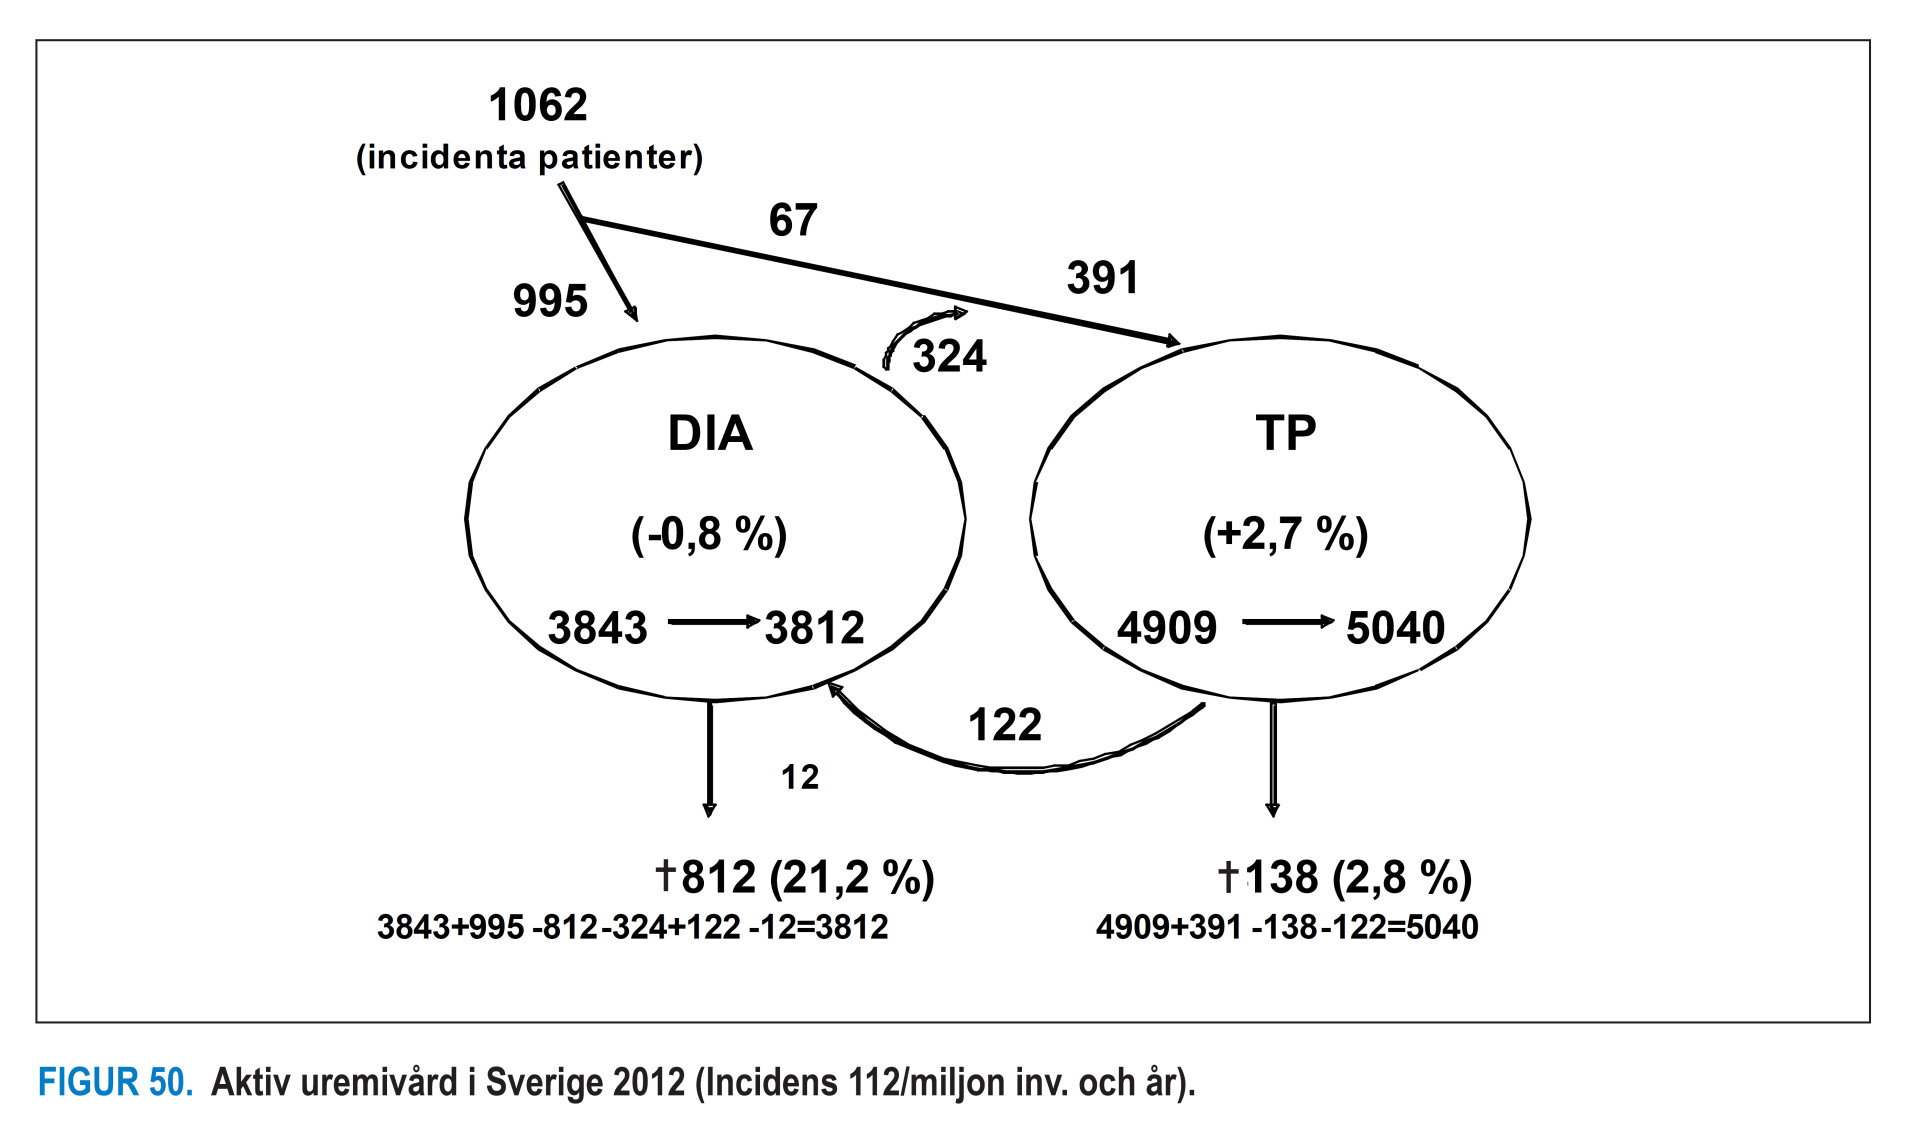 1062
(incidenta patienter)
67
391
995
324
DIA
TP
(-0,8 %)
(+2,7 %)
3843 3812
4909 5040
122
12
†812 (21,2 %)
†138 (2,8 %)
3843+995 -812-324+122 -12=3812
4909+391 -138-122=5040
FIGUR 50. Aktiv uremivård i Sverige 2012 (Incidens 112/miljon inv. och år).